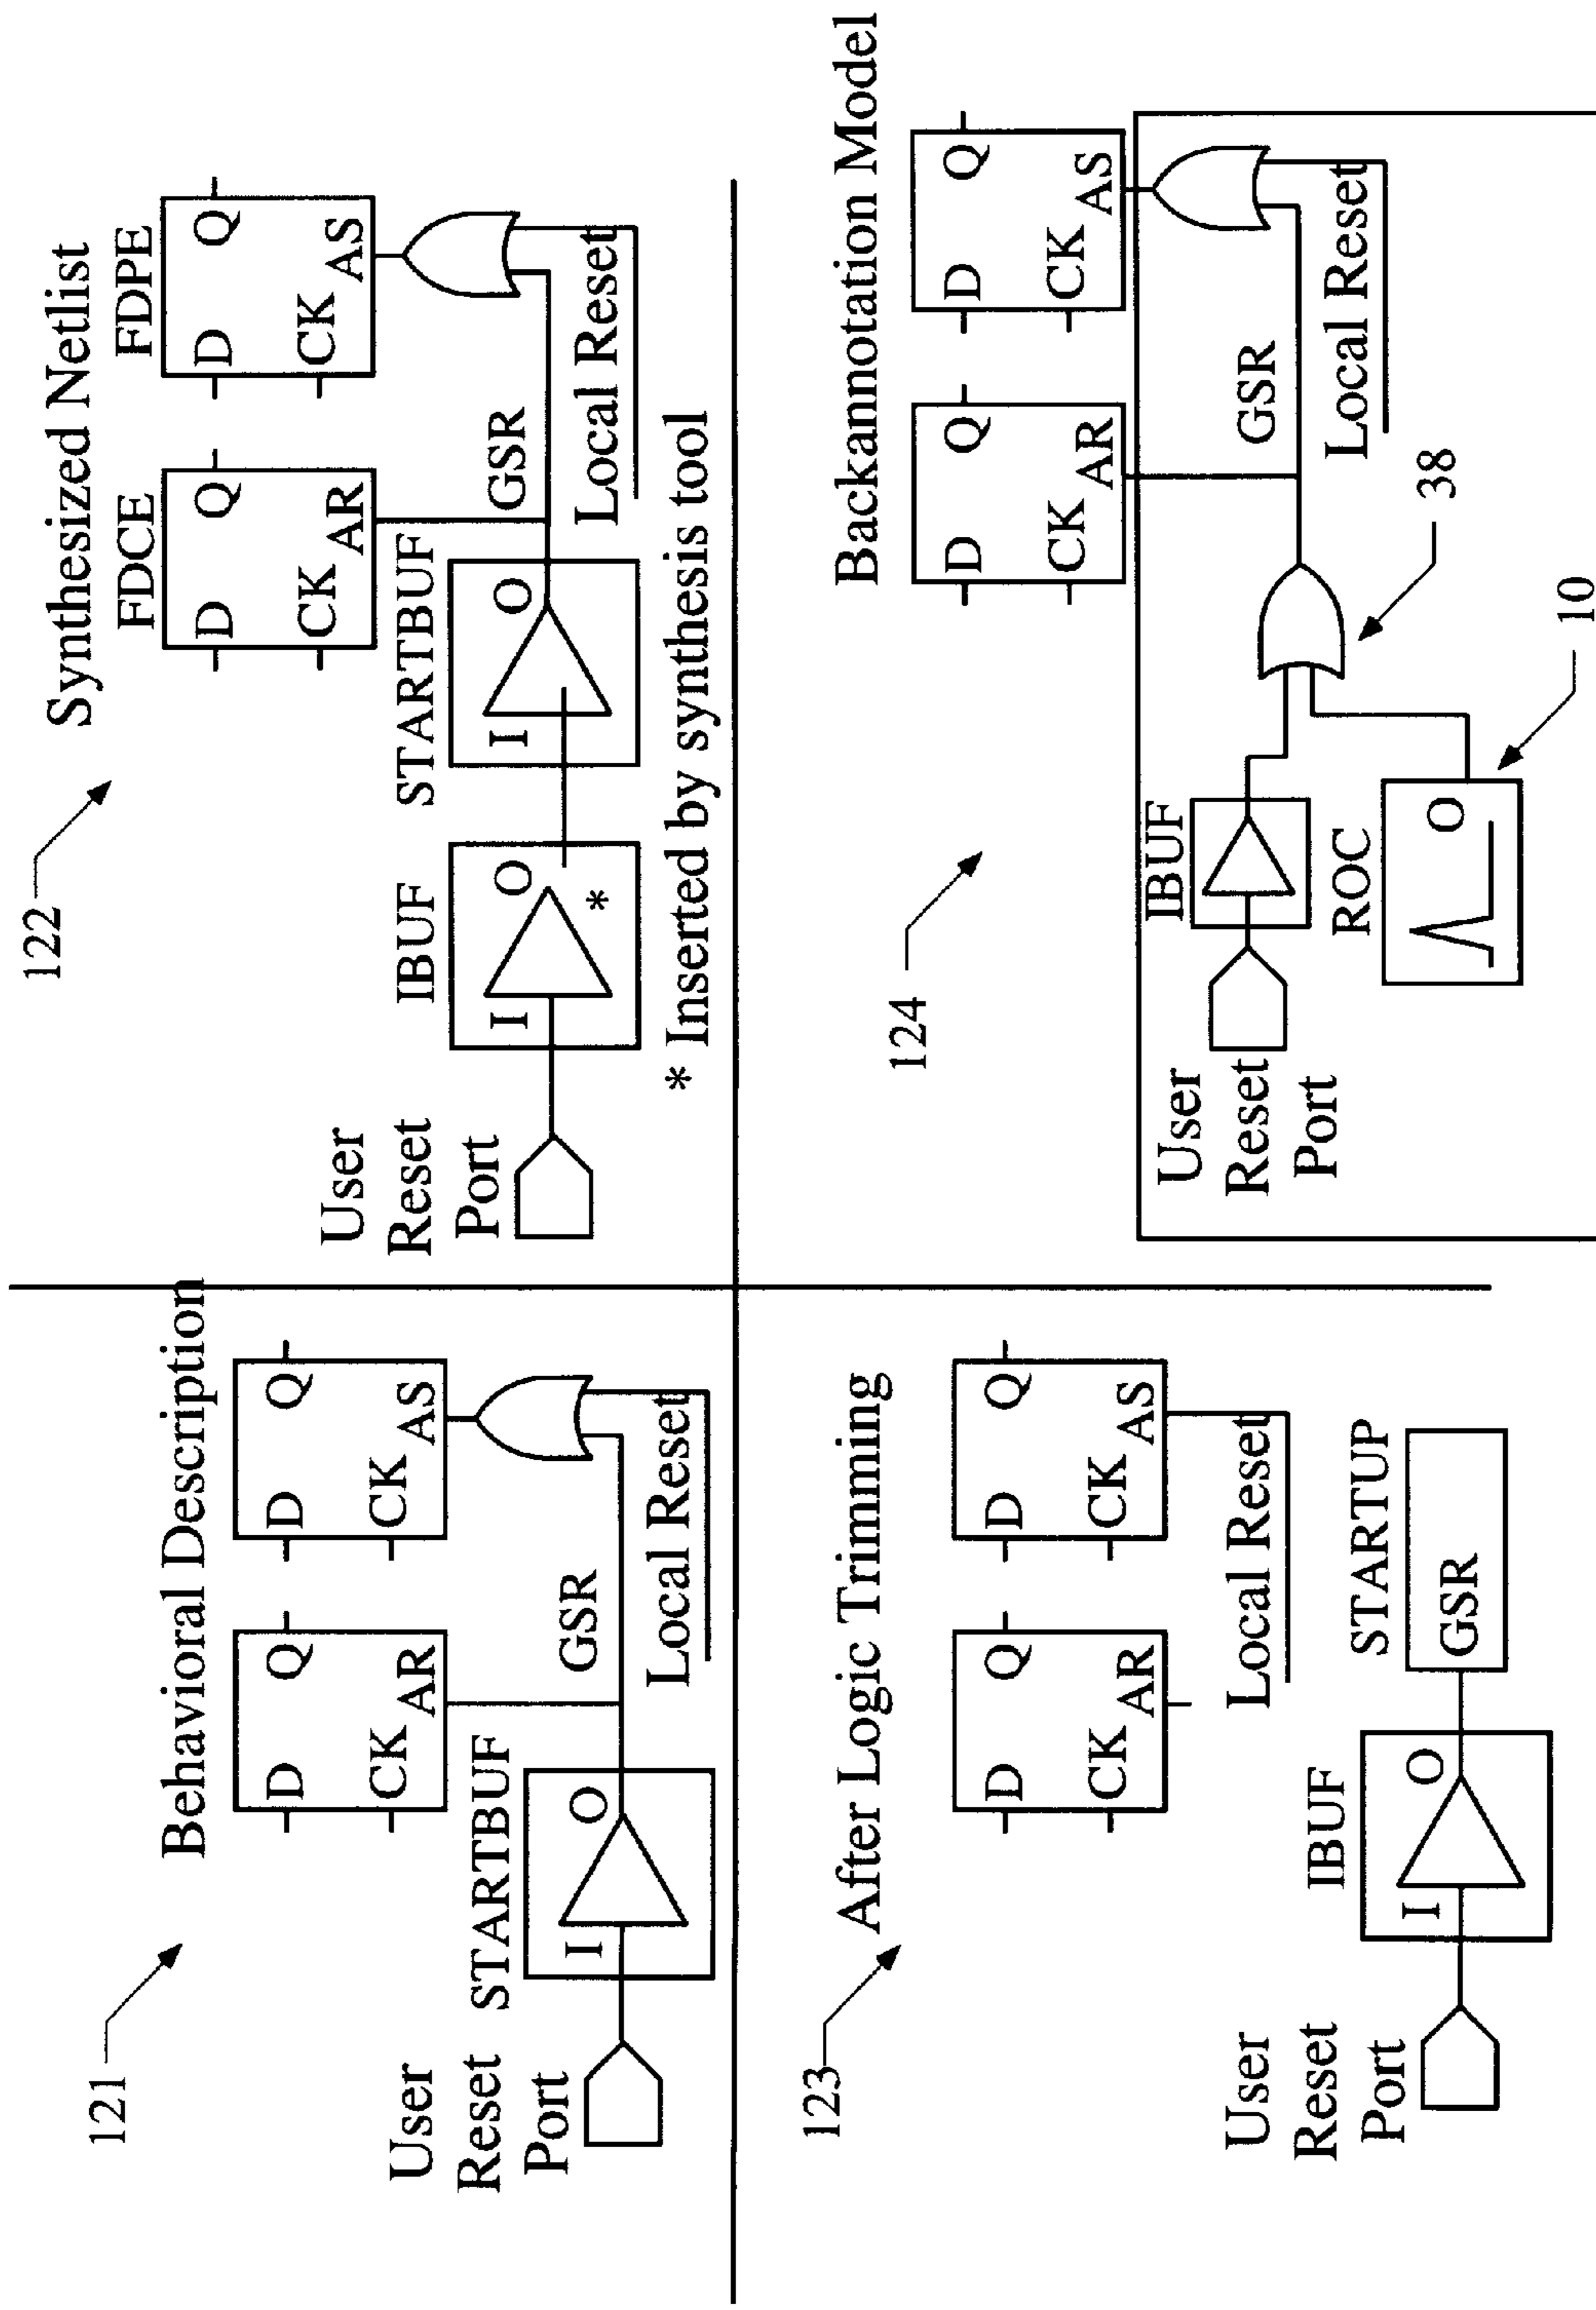 121
Behavioral Description
D
Q
CK
AR
D
Q
CK
AS
STARTBUF
I
O
GSR
Local Reset
User
Reset
Port
122
Synthesized Netlist
FDCE
FDPE
D
Q
CK
AR
D
Q
CK
AS
IBUF
I
O
*
STARTBUF
I
O
GSR
Local Reset
User
Reset
Port
* Inserted by synthesis tool
123
After Logic Trimming
D
Q
CK
AR
D
Q
CK
AS
Local Reset
IBUF
I
O
STARTUP
GSR
User
Reset
Port
124
Backannotation Model
D
Q
CK
AR
D
Q
CK
AS
GSR
Local Reset
IBUF
User
Reset
Port
38
ROC
O
10